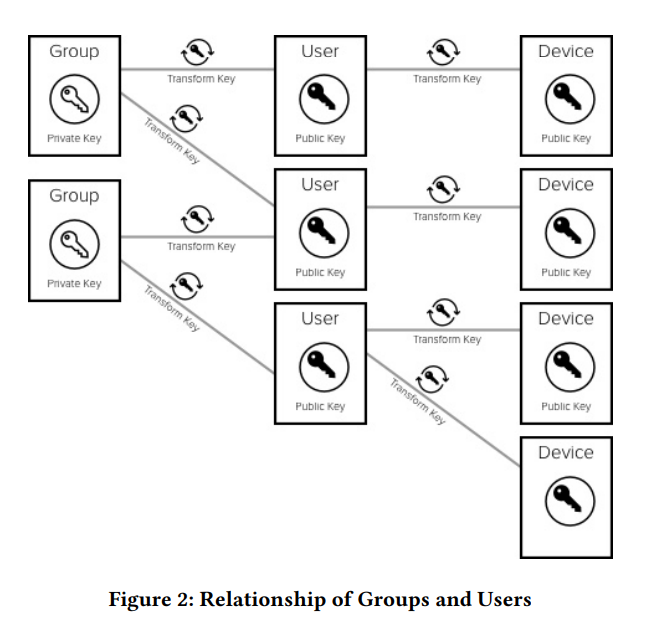 Group
User
Device
Transform Key
Transform Key
Private Key
Public Key
Public Key
Transform Key
Group
User
Device
Transform Key
Transform Key
Private Key
Public Key
Public Key
Transform Key
User
Device
Transform Key
Public Key
Public Key
Transform Key
Device
Figure 2: Relationship of Groups and Users